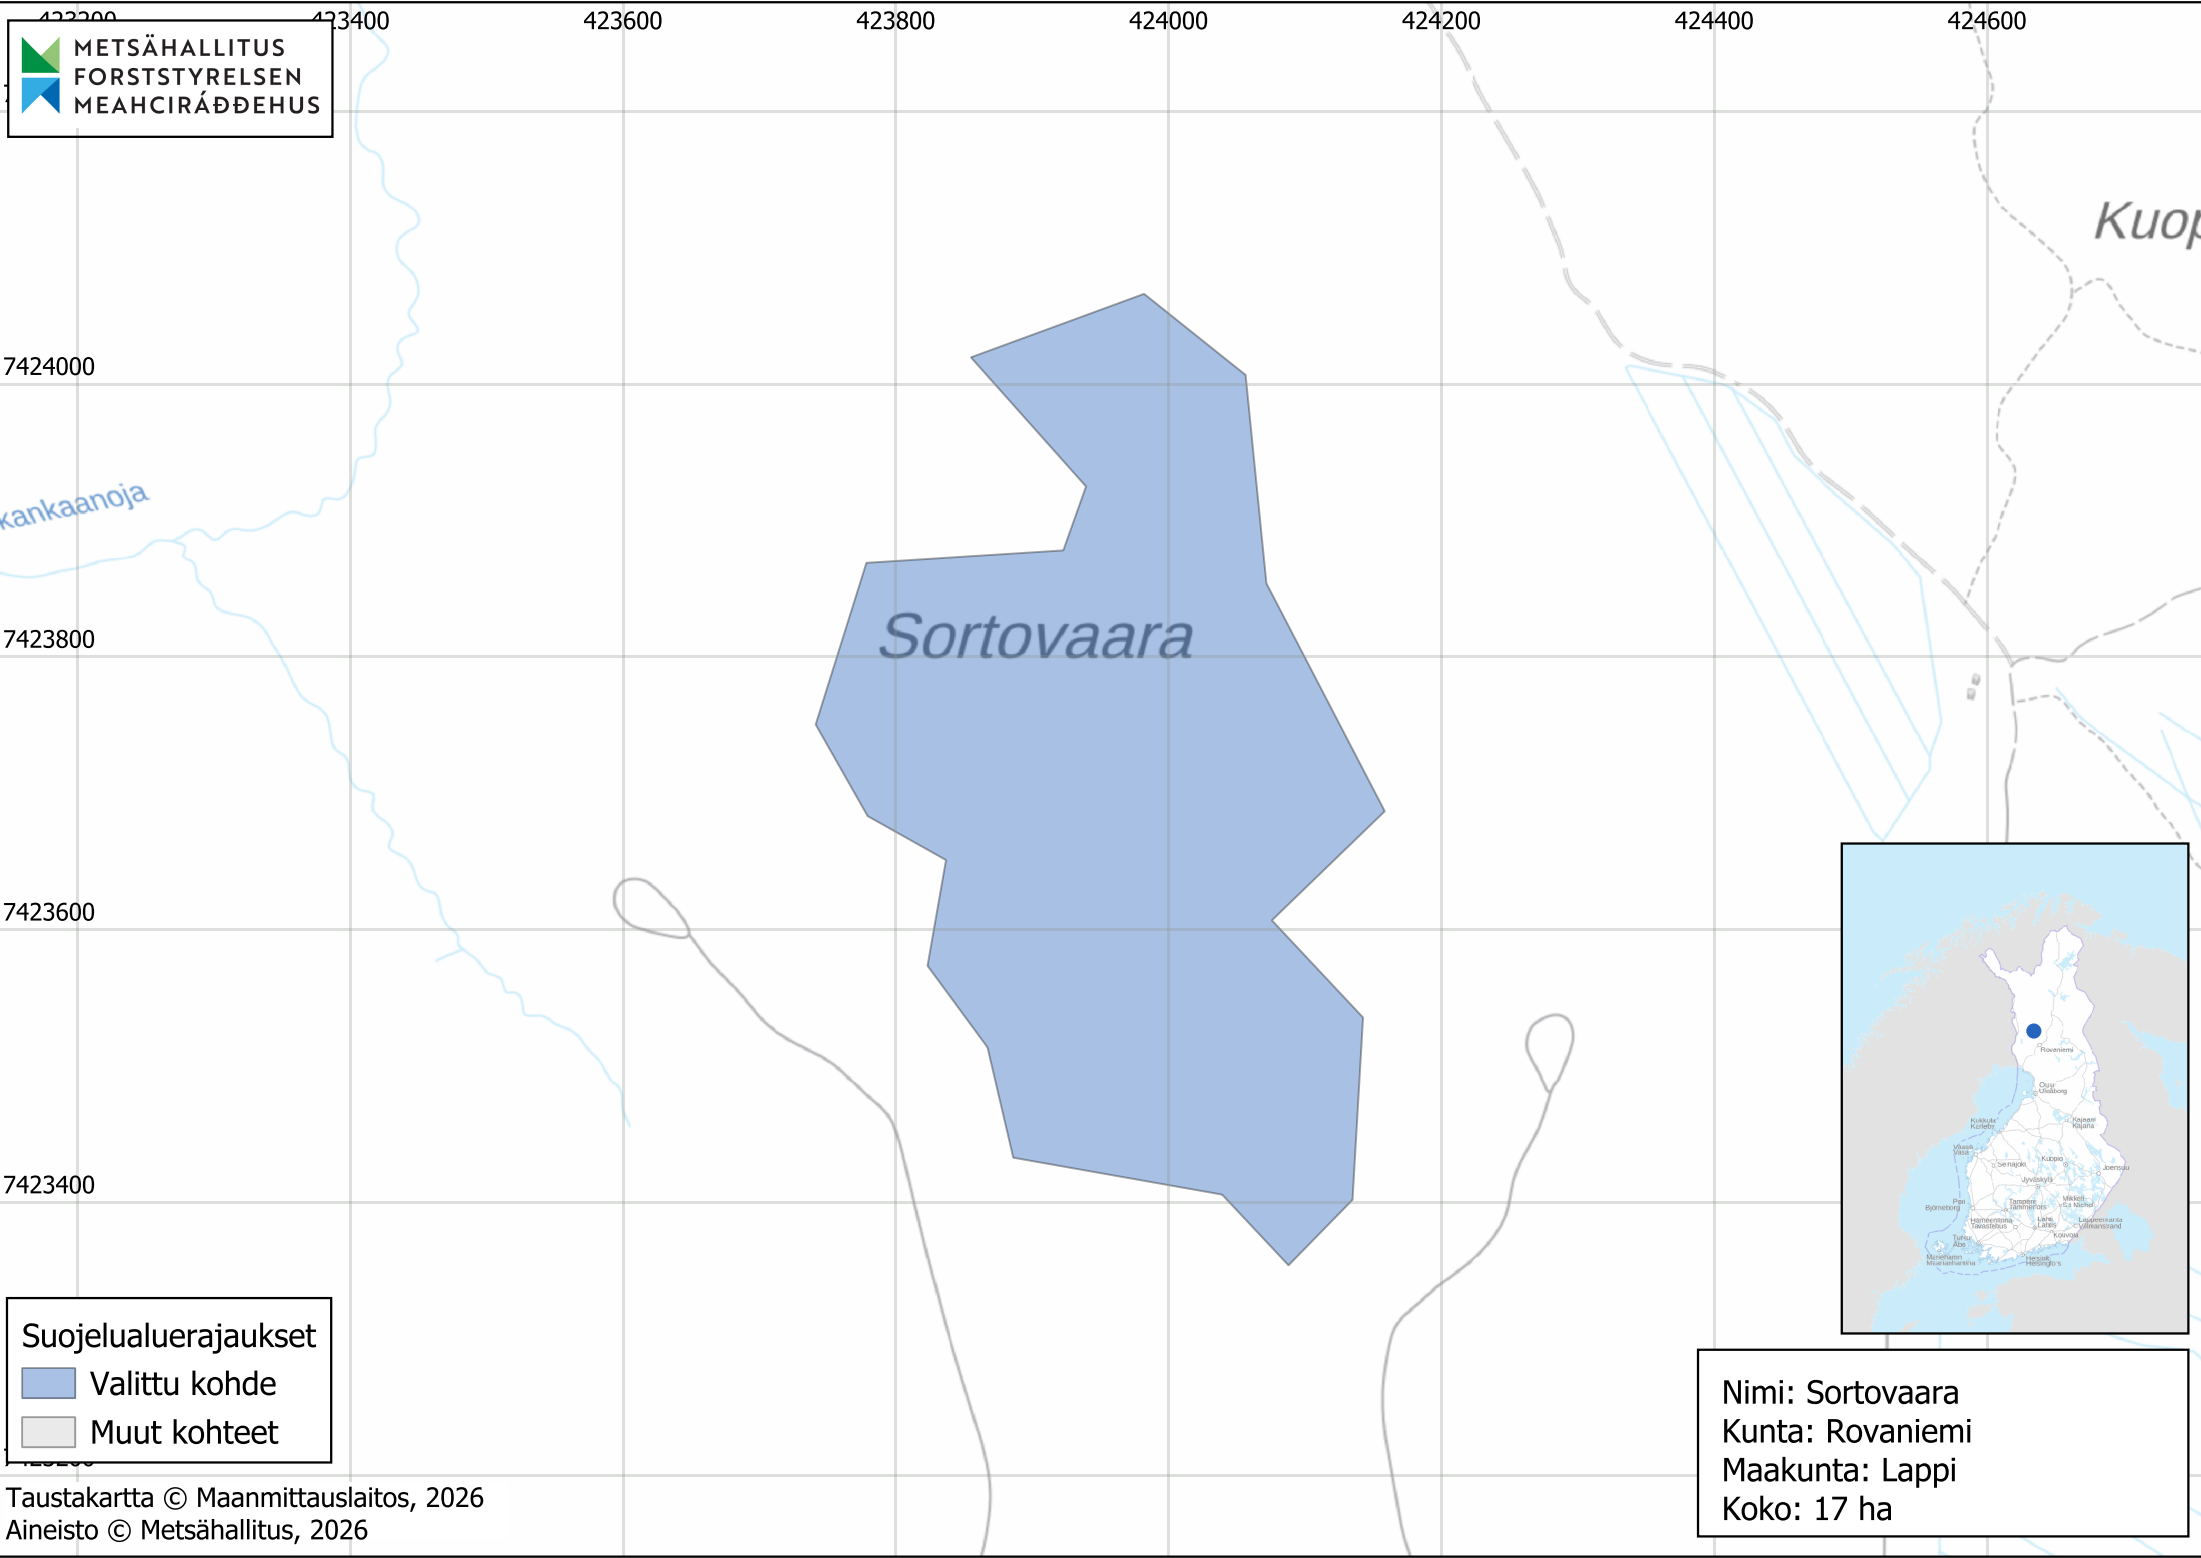 423400
423600
423800
424000
424200
424400
424600
METSÄHALLITUS
FORSTSTYRELSEN
MEAHCIRÁĐĐEHUS
Kuop
7424000
kankaanoja
7423800
Sortovaara
7423600
7423400
Rovaniemi
Oulu
Uleåborg
Kokkola
Karleby
Kajaani
Kajana
Vaasa
Vasa
Seinäjoki
Kuopio
Joensuu
Jyväskylä
Pori
Björneborg
Tampere
Tammerfors
Mikkeli
S:t Michel
Hämeenlinna
Tavastehus
Lahti
Lahtis
Lappeenranta
Villmanstrand
Kouvola
Turku
Åbo
Mariehamn
Maarianhamina
Helsinki
Helsingfors
Suojelualuerajaukset
Valittu kohde
Muut kohteet
Taustakartta © Maanmittauslaitos, 2026
Aineisto © Metsähallitus, 2026
Nimi: Sortovaara
Kunta: Rovaniemi
Maakunta: Lappi
Koko: 17 ha